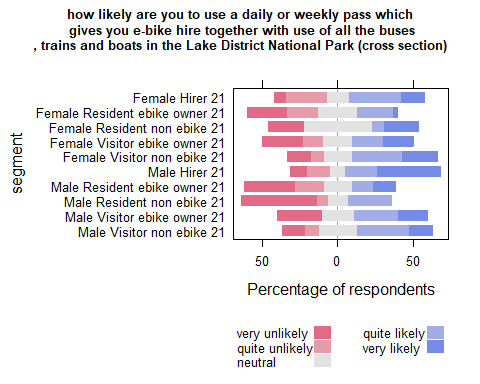 how likely are you to use a daily or weekly pass which
gives you e-bike hire together with use of all the buses
, trains and boats in the Lake District National Park (cross section)
segment
Female Hirer 21
Female Resident ebike owner 21
Female Resident non ebike 21
Female Visitor ebike owner 21
Female Visitor non ebike 21
Male Hirer 21
Male Resident ebike owner 21
Male Resident non ebike 21
Male Visitor ebike owner 21
Male Visitor non ebike 21
50 0 50
Percentage of respondents
very unlikely quite likely
quite unlikely very likely
neutral